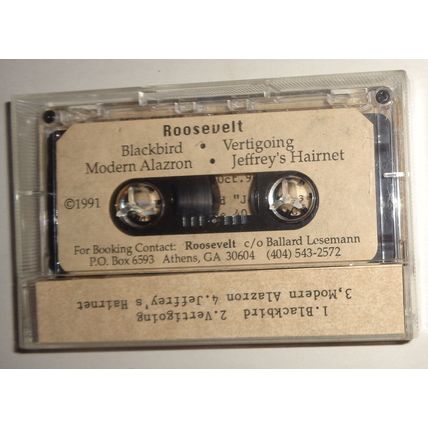 Roosevelt
Blackbird • Vertigoing
Modern Alazron • Jeffrey's Hairnet
©1991
For Booking Contact: Roosevelt c/o Ballard Lesemann
P.O. Box 6593 Athens, GA 30604 (404) 543-2572
1.Blackbird 2.Vertigoing
3,Modern Alazron 4.Jeffrey's Hairnet